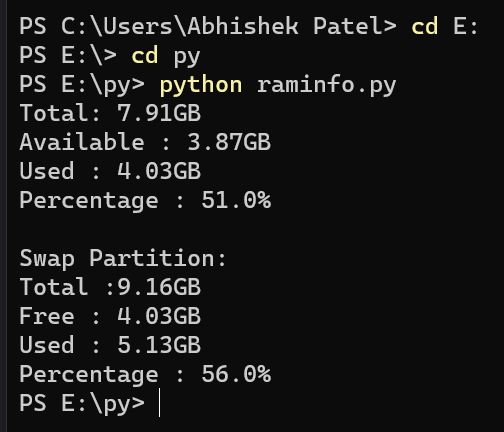 PS C:\Users\Abhishek Patel> cd E:
PS E:\> cd py
PS E:\py> python raminfo.py
Total: 7.91GB
Available : 3.87GB
Used : 4.03GB
Percentage : 51.0%
Swap Partition:
Total :9.16GB
Free : 4.03GB
Used : 5.13GB
Percentage : 56.0%
PS E:\py>